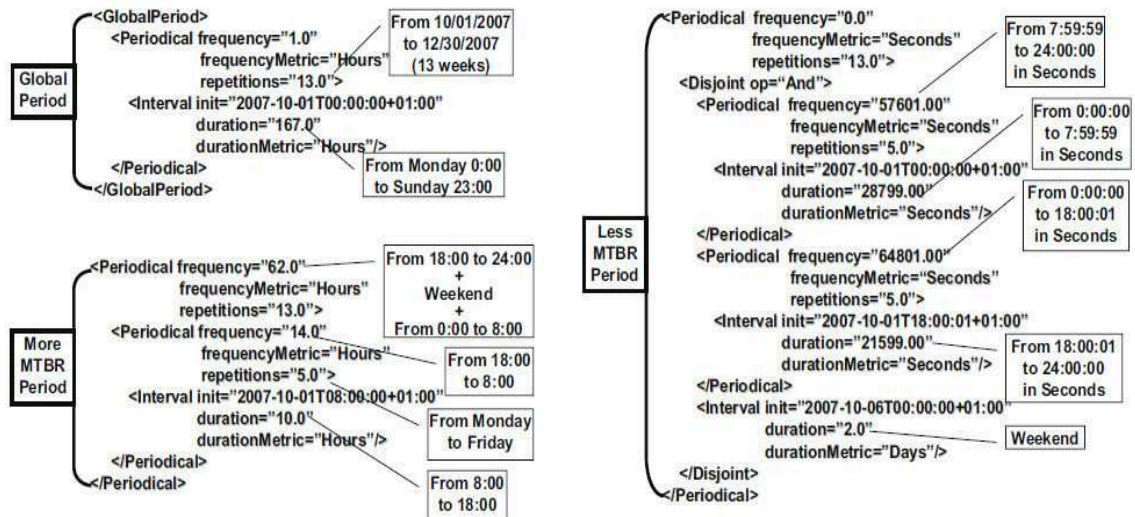 <GlobalPeriod>
<Periodical frequency="1.0"
frequencyMetric="Hours"
repetitions="13.0">
<Interval init="2007-10-01T00:00:00+01:00"
duration="167.0"
durationMetric="Hours"/>
</Periodical>
</GlobalPeriod>
Global
Period
From 10/01/2007
to 12/30/2007
(13 weeks)
From Monday 0:00
to Sunday 23:00
<Periodical frequency="62.0"
frequencyMetric="Hours"
repetitions="13.0">
<Periodical frequency="14.0"
frequencyMetric="Hours"
repetitions="5.0">
<Interval init="2007-10-01T08:00:00+01:00"
duration="10.0"
durationMetric="Hours"/>
</Periodical>
</Periodical>
More
MTBR
Period
From 18:00 to 24:00
+
Weekend
+
From 0:00 to 8:00
From 18:00
to 8:00
From Monday
to Friday
From 8:00
to 18:00
<Periodical frequency="0.0"
frequencyMetric="Seconds"
repetitions="13.0">
<Disjoint op="And">
<Periodical frequency="57601.00"
frequencyMetric="Seconds"
repetitions="5.0">
<Interval init="2007-10-01T00:00:00+01:00"
duration="28799.00"
durationMetric="Seconds"/>
</Periodical>
<Periodical frequency="64801.00"
frequencyMetric="Seconds"
repetitions="5.0">
<Interval init="2007-10-01T18:00:01+01:00"
duration="21599.00"
durationMetric="Seconds"/>
</Periodical>
<Interval init="2007-10-06T00:00:00+01:00"
duration="2.0"
durationMetric="Days"/>
</Disjoint>
</Periodical>
Less
MTBR
Period
From 7:59:59
to 24:00:00
in Seconds
From 0:00:00
to 7:59:59
in Seconds
From 0:00:00
to 18:00:01
in Seconds
From 18:00:01
to 24:00:00
in Seconds
Weekend